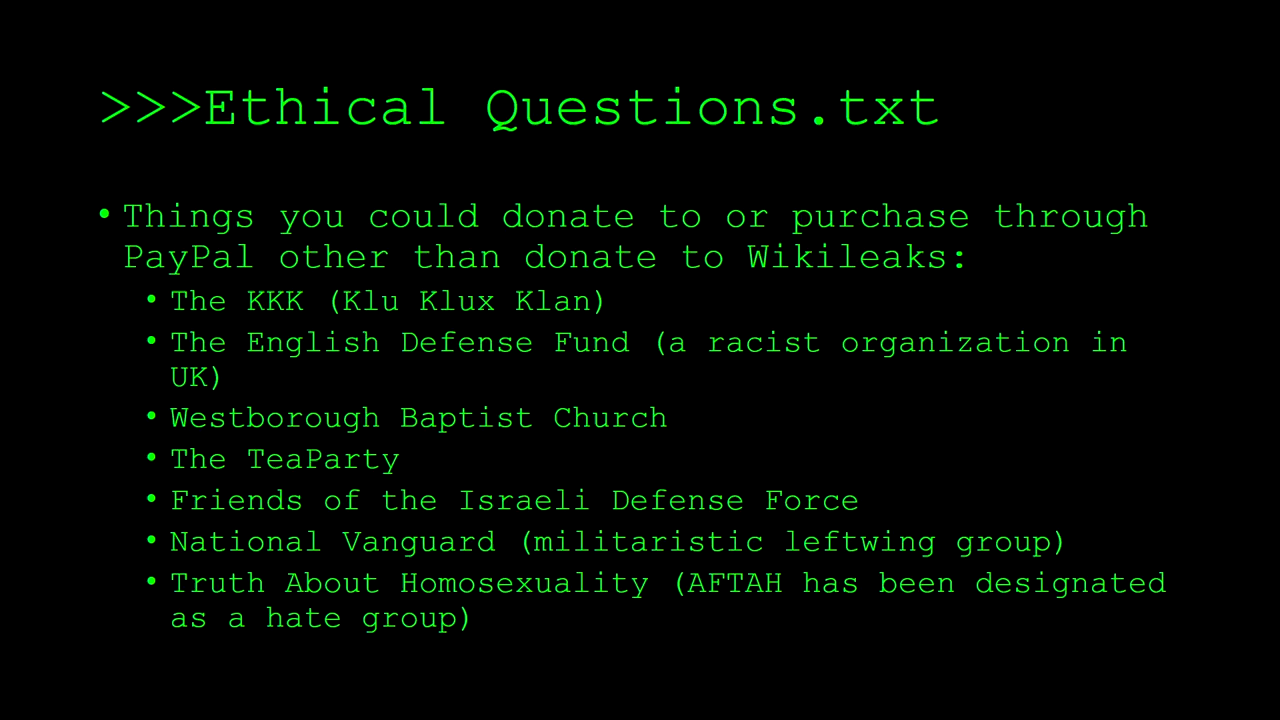 >>>Ethical Questions.txt
• Things you could donate to or purchase through
PayPal other than donate to Wikileaks:
• The KKK (Klu Klux Klan)
• The English Defense Fund (a racist organization in
UK)
• Westborough Baptist Church
• The TeaParty
• Friends of the Israeli Defense Force
• National Vanguard (militaristic leftwing group)
• Truth About Homosexuality (AFTAH has been designated
as a hate group)